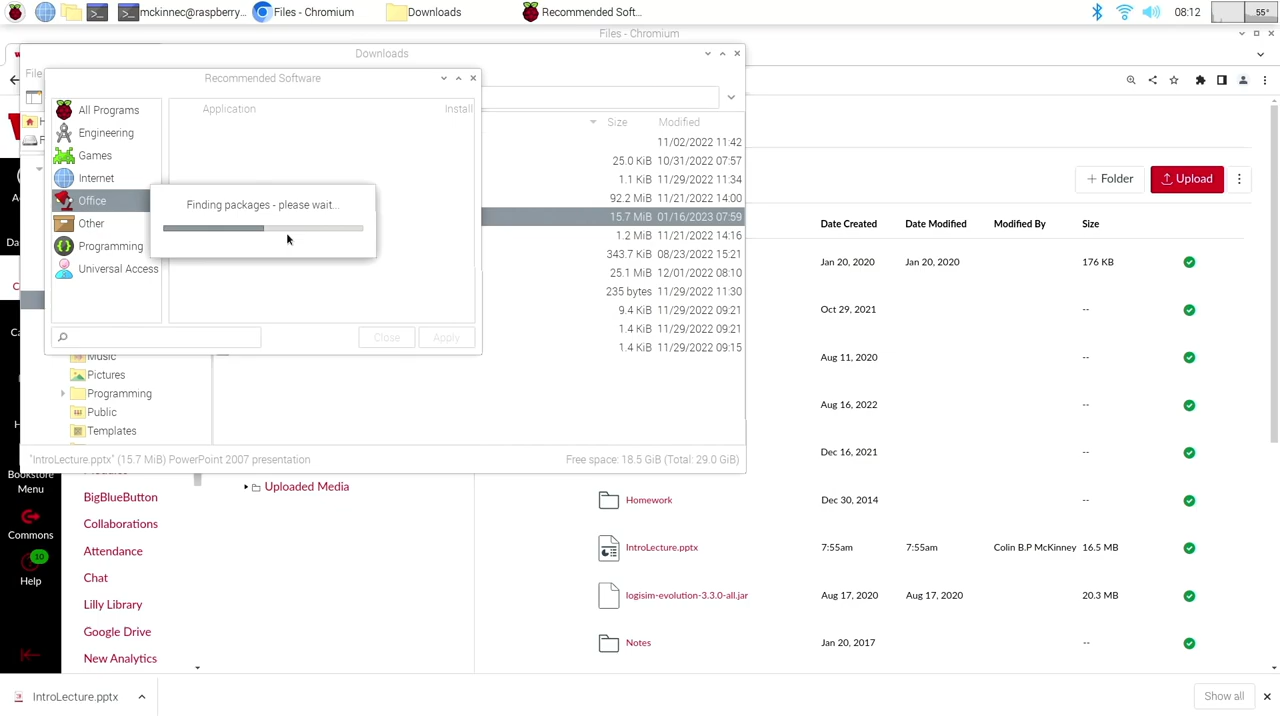 mckinnec@raspberry...
Files - Chromium
Downloads
Recommended Soft...
08:12
55°
Files - Chromium
Downloads
File
Recommended Software
All Programs
Engineering
Games
Internet
Office
Other
Programming
Universal Access
Application
Install
Finding packages - please wait...
Close
Apply
Size
Modified
11/02/2022 11:42
25.0 KiB 10/31/2022 07:57
1.1 KiB 11/29/2022 11:34
92.2 MiB 11/21/2022 14:00
15.7 MiB 01/16/2023 07:59
1.2 MiB 11/21/2022 14:16
343.7 KiB 08/23/2022 15:21
25.1 MiB 12/01/2022 08:10
235 bytes 11/29/2022 11:30
9.4 KiB 11/29/2022 09:21
1.4 KiB 11/29/2022 09:21
1.4 KiB 11/29/2022 09:15
Music
Pictures
Programming
Public
Templates
"IntroLecture.pptx" (15.7 MiB) PowerPoint 2007 presentation
Free space: 18.5 GiB (Total: 29.0 GiB)
+ Folder
Upload
Date Created
Date Modified
Modified By
Size
Jan 20, 2020 Jan 20, 2020 176 KB
Oct 29, 2021 --
Aug 11, 2020 --
Aug 16, 2022 --
Dec 16, 2021 --
Homework Dec 30, 2014 --
IntroLecture.pptx 7:55am 7:55am Colin B.P McKinney 16.5 MB
logisim-evolution-3.3.0-all.jar Aug 17, 2020 Aug 17, 2020 20.3 MB
Notes Jan 20, 2017 --
Bookstore
Menu
Commons
10
Help
BigBlueButton
Collaborations
Attendance
Chat
Lilly Library
Google Drive
New Analytics
Uploaded Media
IntroLecture.pptx
Show all